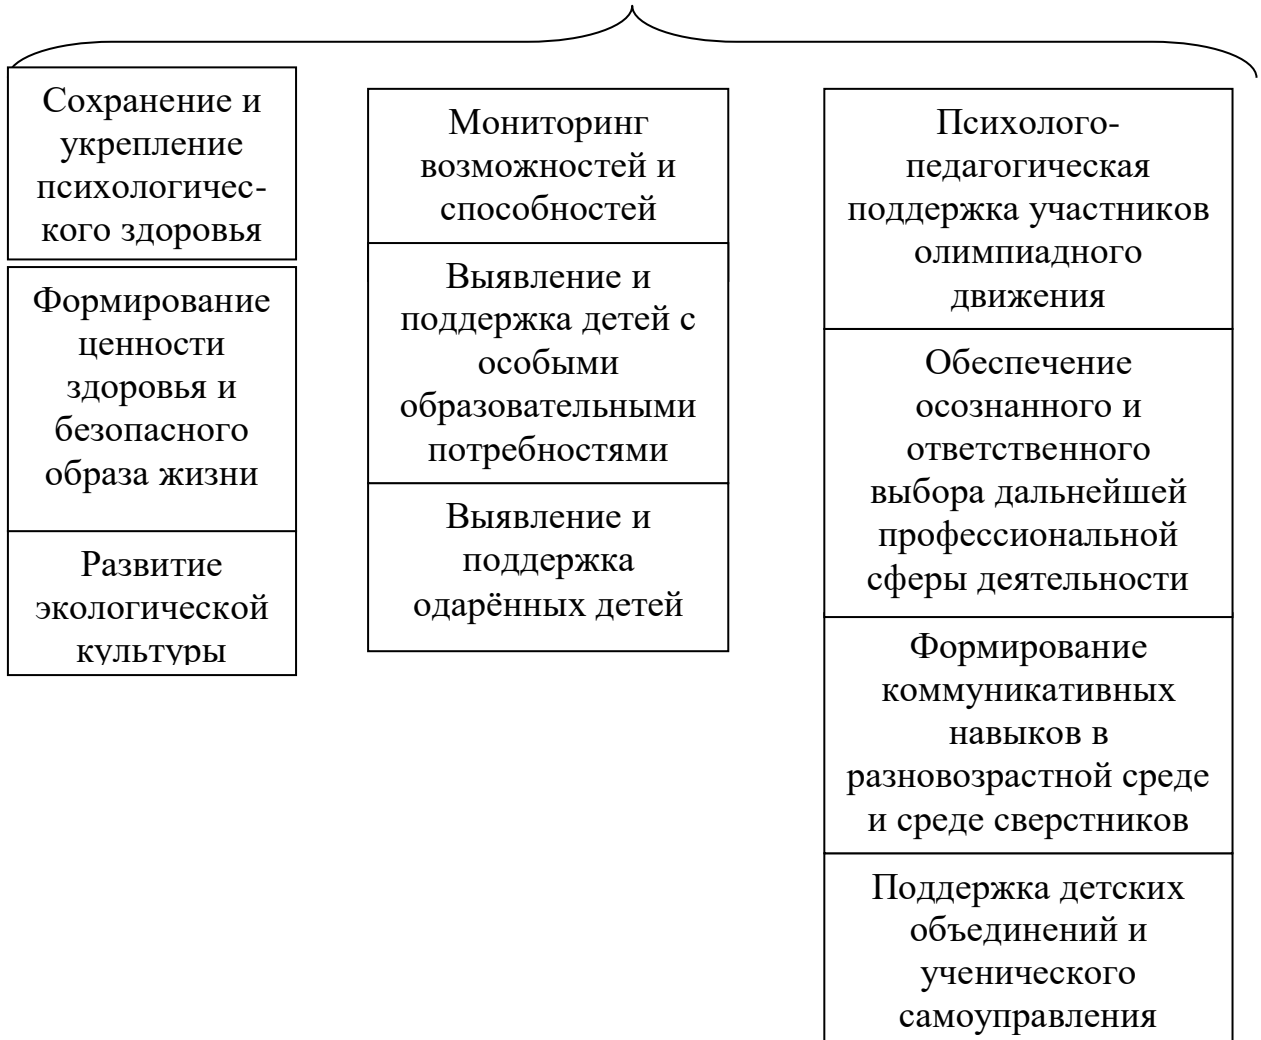 Сохранение и
укрепление
психологичес-
кого здоровья
Формирование
ценности
здоровья и
безопасного
образа жизни
Развитие
экологической
культуры
Мониторинг
возможностей и
способностей
Выявление и
поддержка детей с
особыми
образовательными
потребностями
Выявление и
поддержка
одарённых детей
Психолого-
педагогическая
поддержка участников
олимпиадного
движения
Обеспечение
осознанного и
ответственного
выбора дальнейшей
профессиональной
сферы деятельности
Формирование
коммуникативных
навыков в
разновозрастной среде
и среде сверстников
Поддержка детских
объединений и
ученического
самоуправления